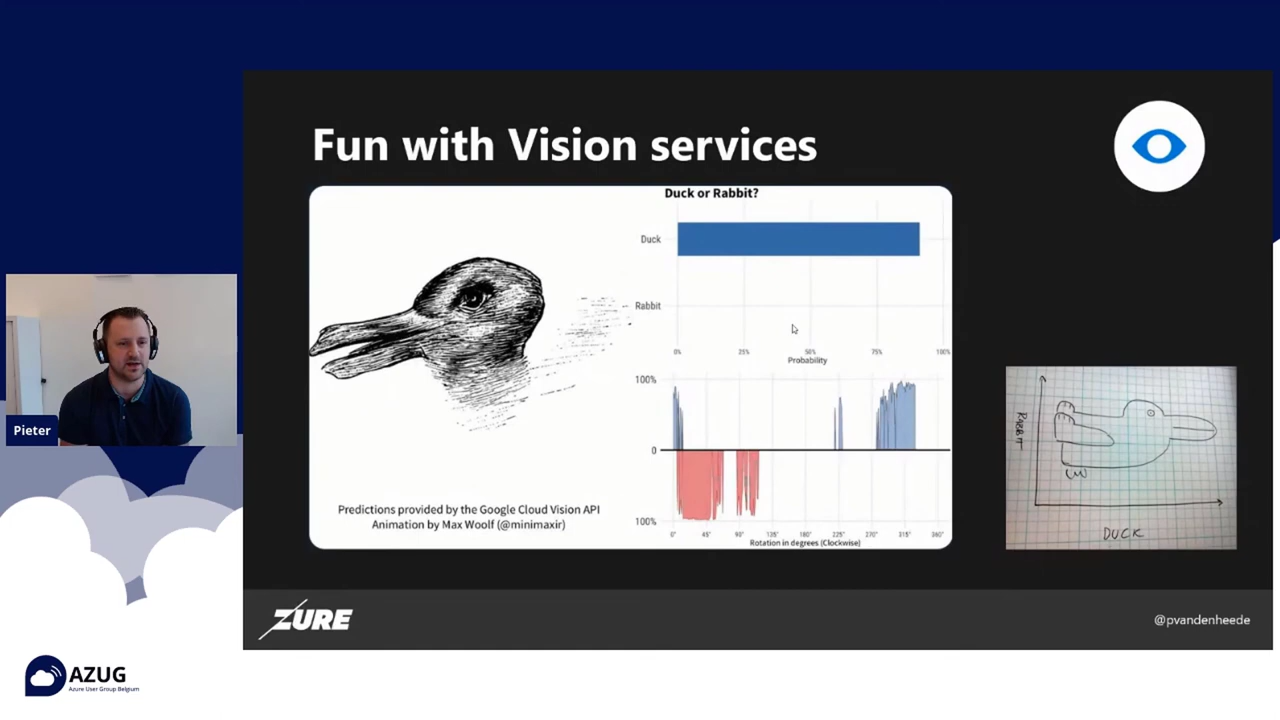 Fun with Vision services
Duck or Rabbit?
Duck
Rabbit
0% 25% 50% 75% 100%
Probability
100%
0
100%
0° 45° 90° 135° 180° 225° 270° 315° 360°
Rotation in degrees (Clockwise)
Predictions provided by the Google Cloud Vision API
Animation by Max Woolf (@minimaxir)
RABBIT
DUCK
Pieter
ZURE
@pvandenheede
AZUG
Azure User Group Belgium